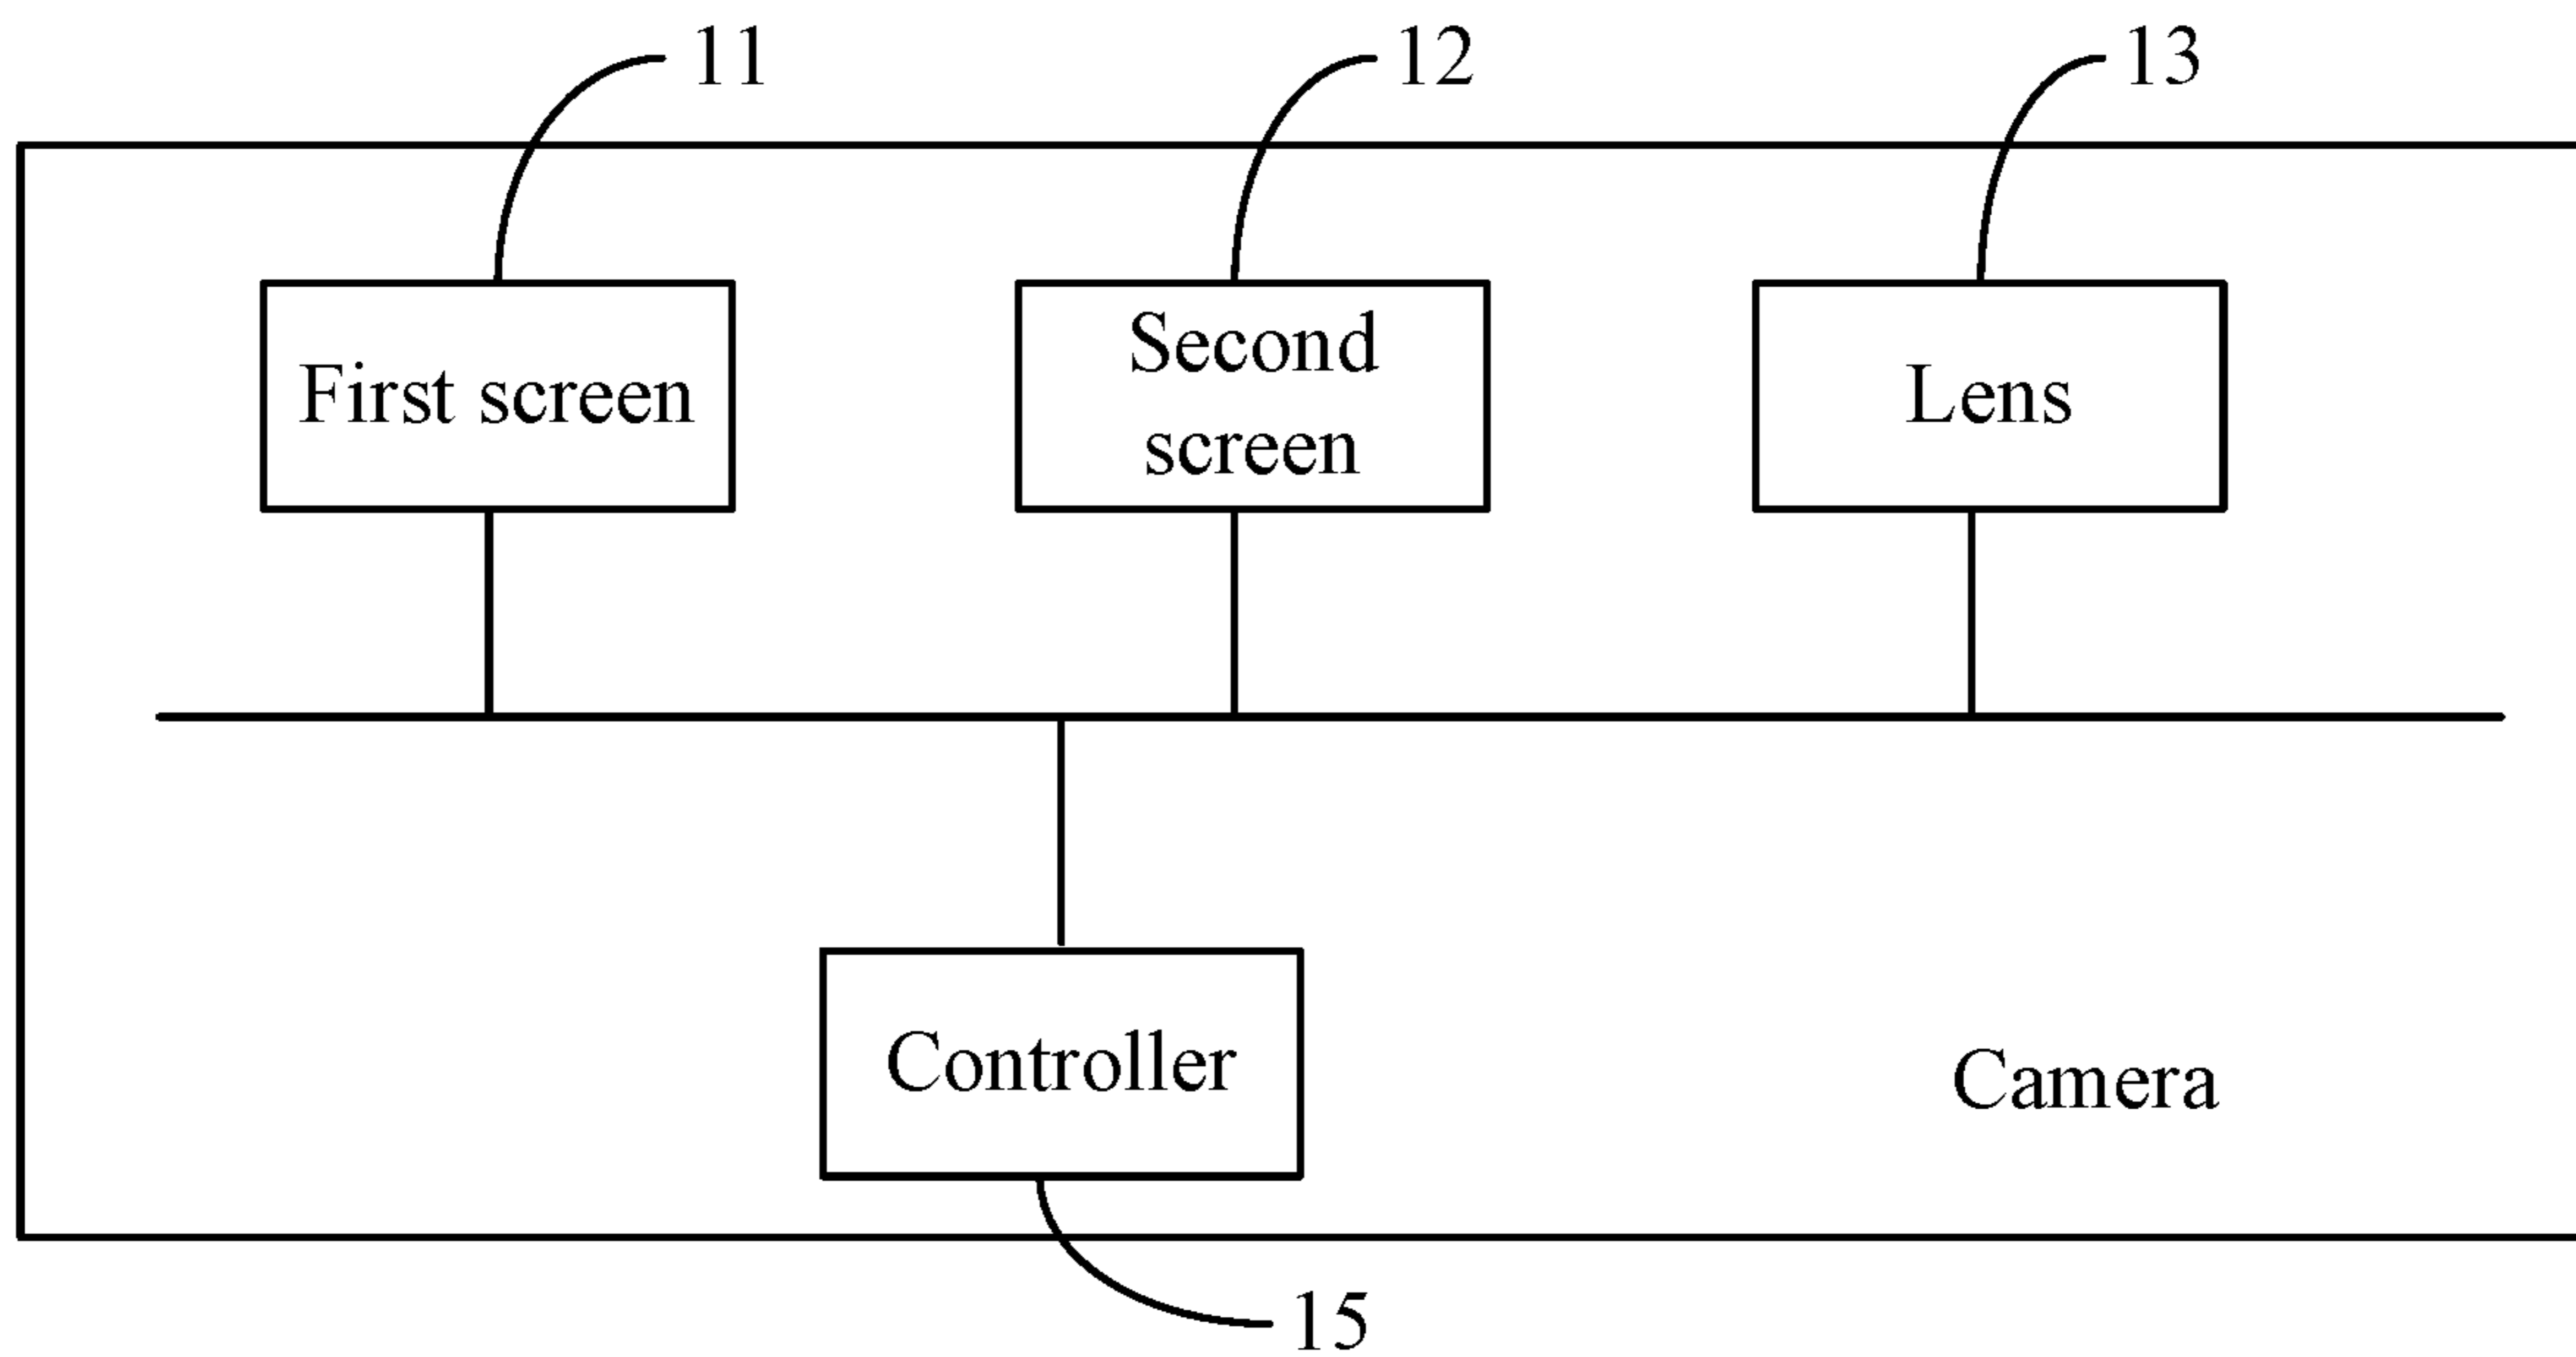 11
12
13
First screen
Second
screen
Lens
Controller
Camera
15